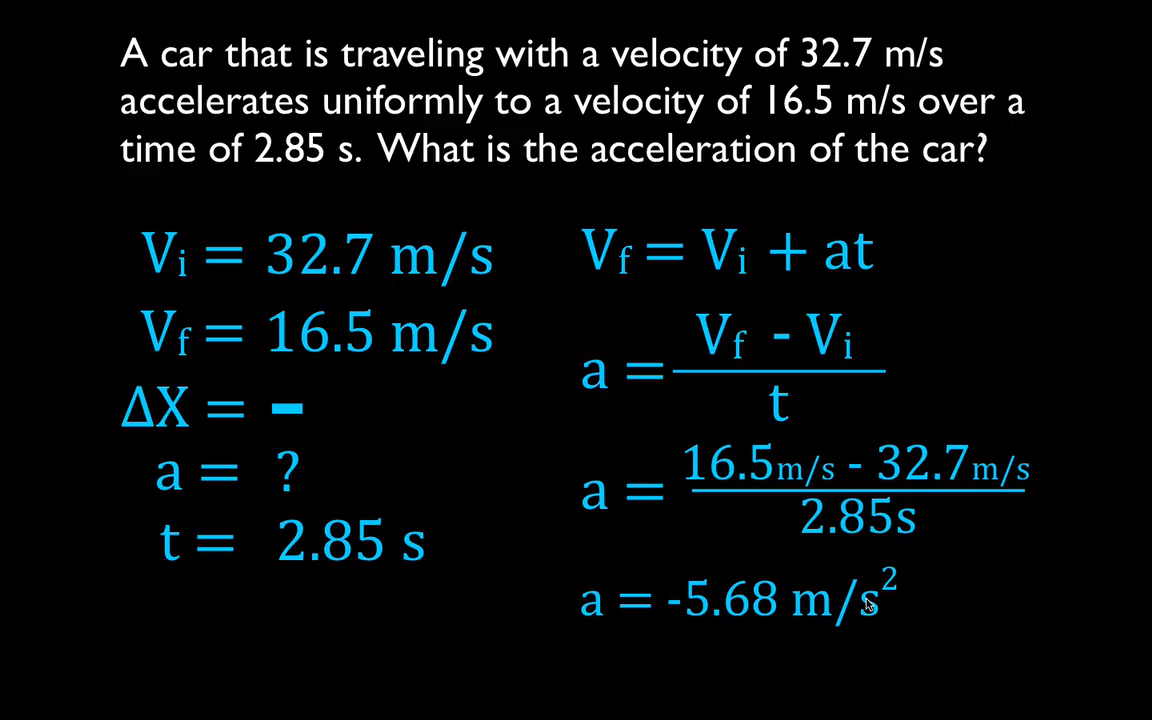 A car that is traveling with a velocity of 32.7 m/s
accelerates uniformly to a velocity of 16.5 m/s over a
time of 2.85 s. What is the acceleration of the car?
Vi = 32.7 m/s
Vf = 16.5 m/s
ΔX = -
a = ?
t = 2.85 s
Vf = Vi + at
a = Vf - Vi
t
a = 16.5m/s - 32.7m/s
2.85s
a = -5.68 m/s²